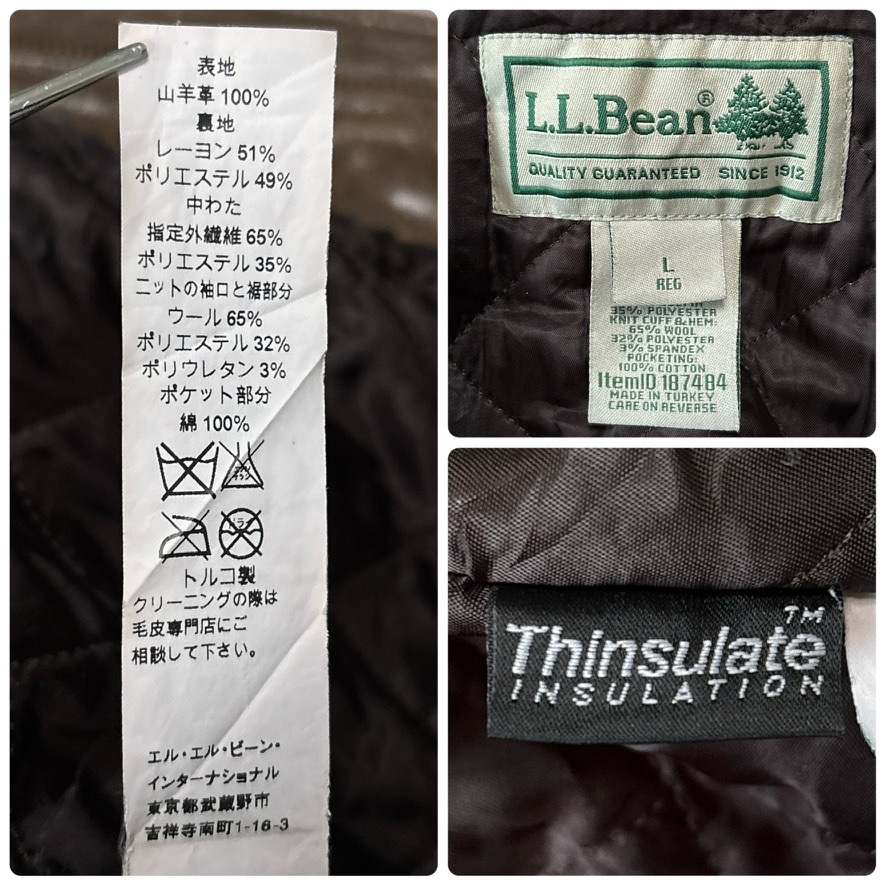 表地
山羊革 100%
裏地
レーヨン 51%
ポリエステル 49%
中わた
指定外繊維 65%
ポリエステル 35%
ニットの袖口と裾部分
ウール 65%
ポリエステル 32%
ポリウレタン 3%
ポケット部分
綿 100%
トルコ製
クリーニングの際は
毛皮専門店にご
相談して下さい。
エル・エル・ビーン・
インターナショナル
東京都武蔵野市
吉祥寺南町1-16-3
L.L.Bean®
QUALITY GUARANTEED SINCE 1912
L
REG
35% POLYESTER
KNIT CUFF & HEM:
65% WOOL
32% POLYESTER
3% SPANDEX
POCKETING:
100% COTTON
ItemID 187484
MADE IN TURKEY
CARE ON REVERSE
Thinsulate™
INSULATION